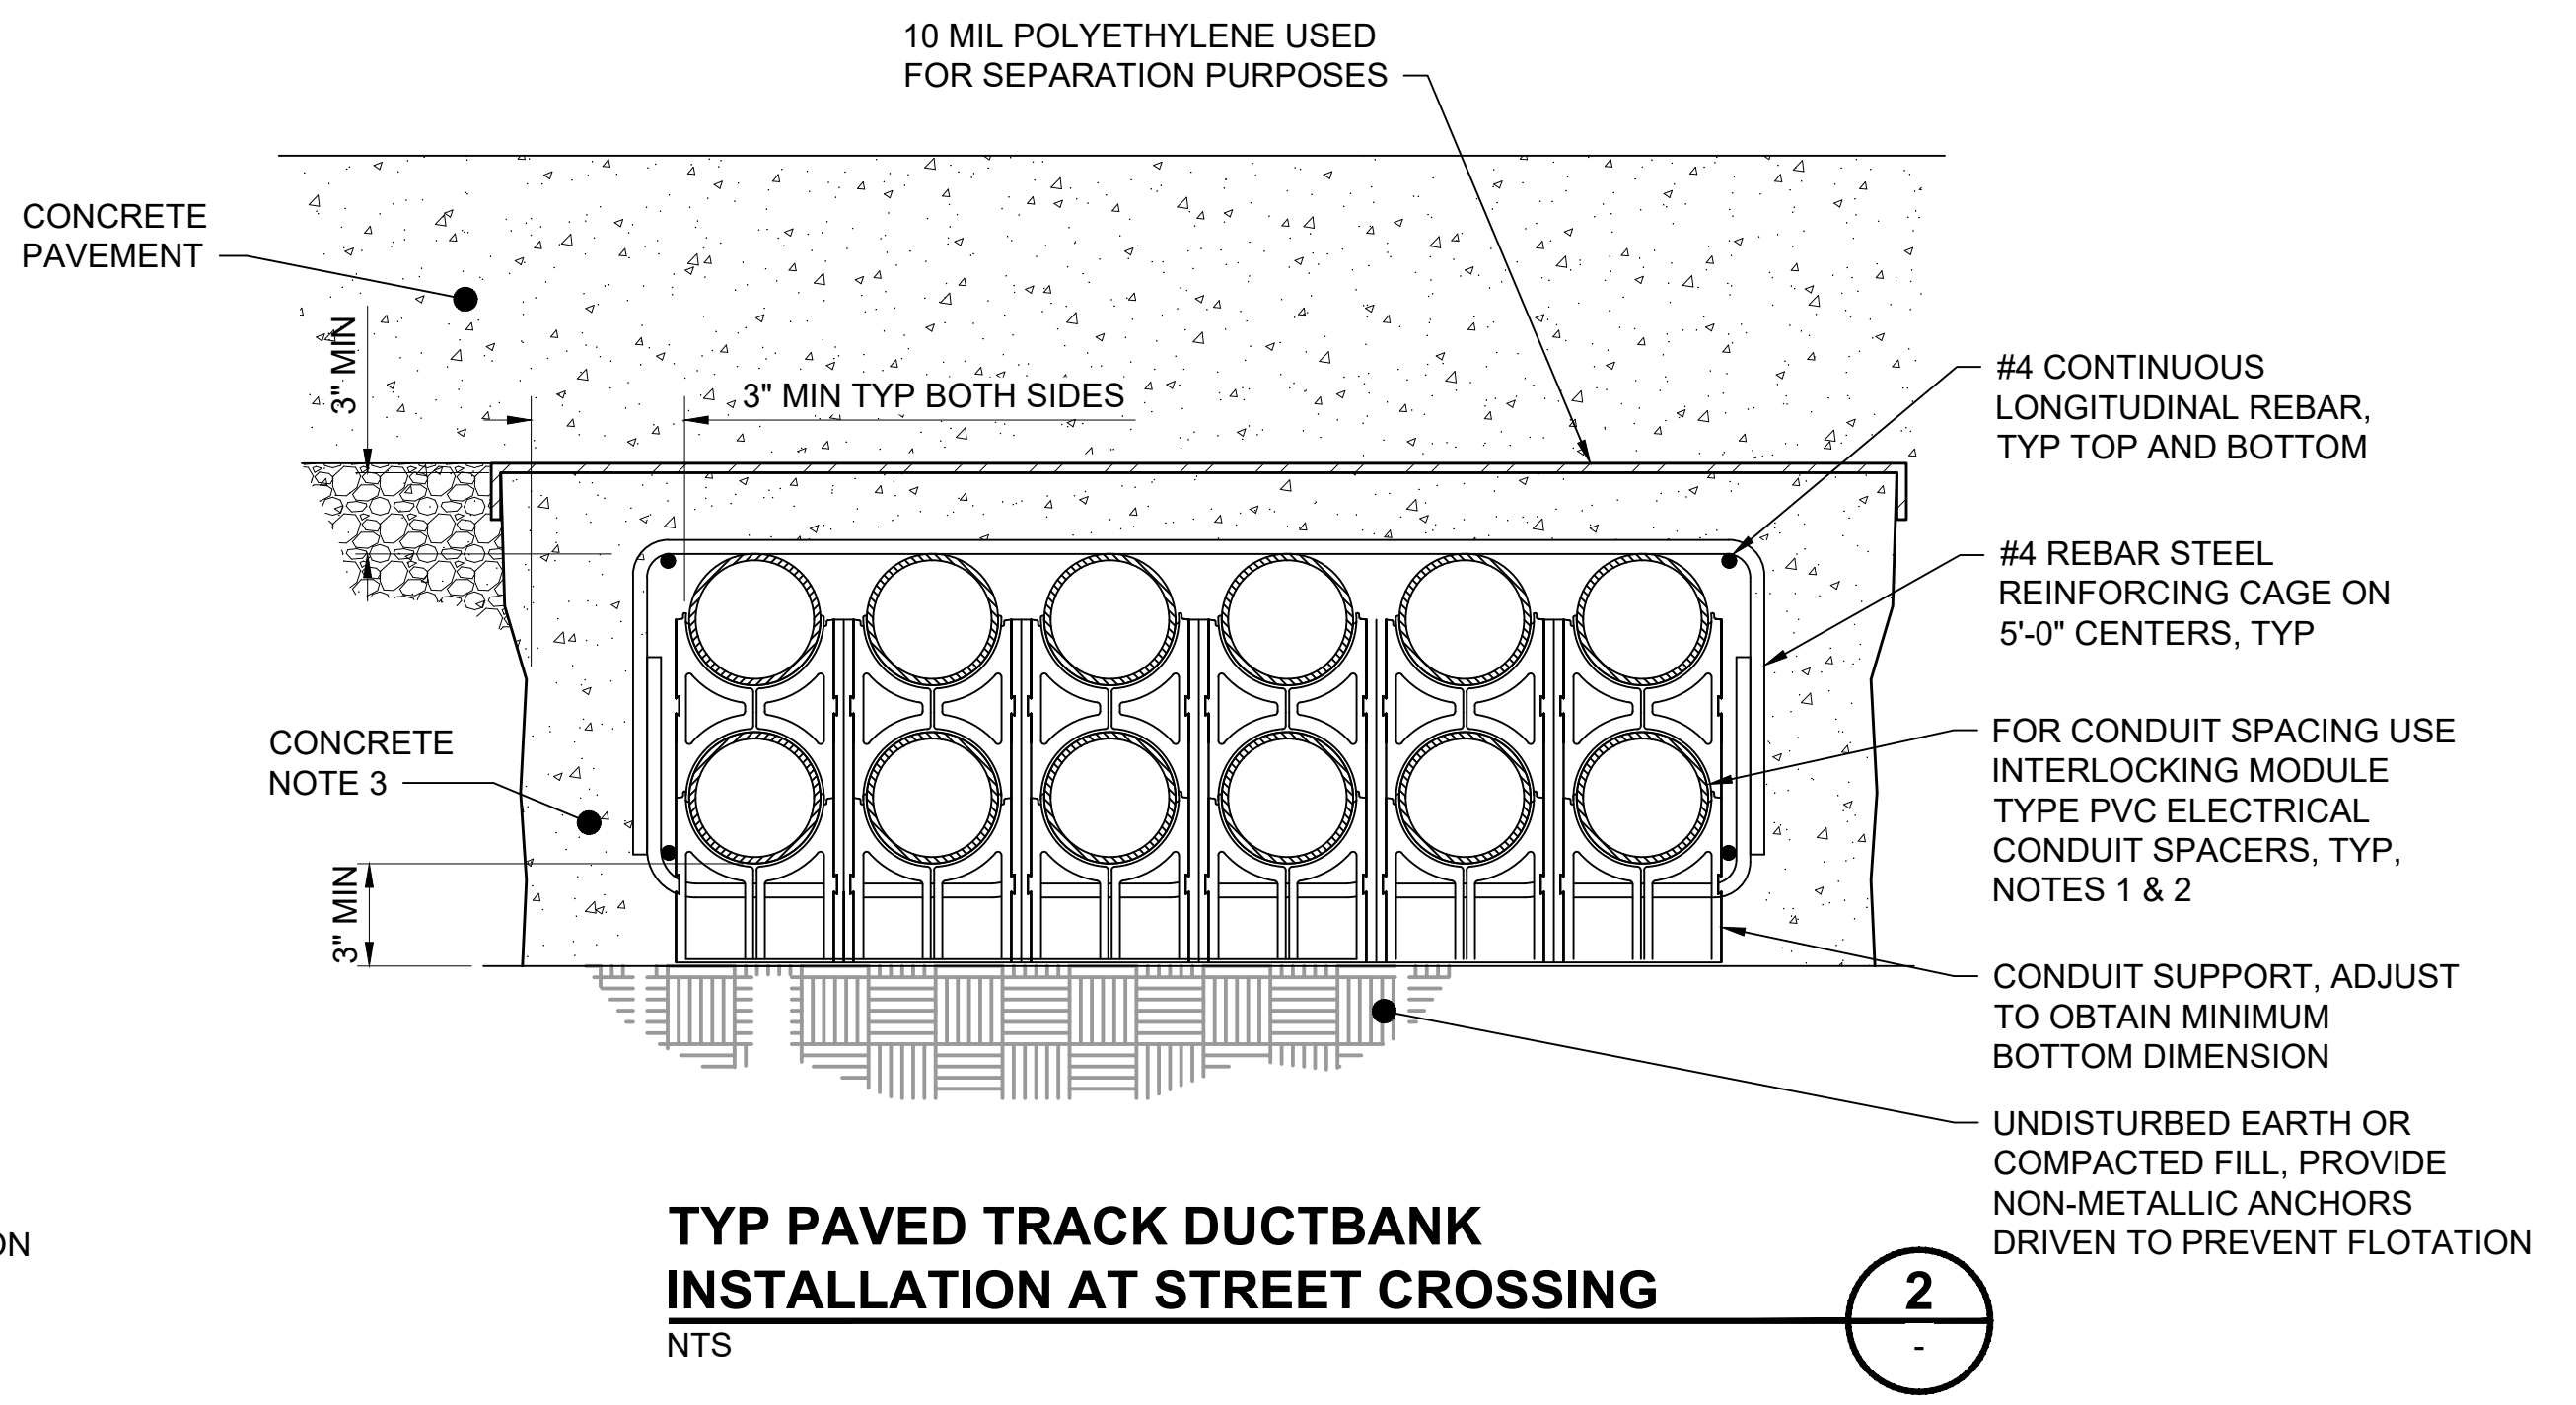 10 MIL POLYETHYLENE USED
FOR SEPARATION PURPOSES
CONCRETE
PAVEMENT
3" MIN
3" MIN TYP BOTH SIDES
#4 CONTINUOUS
LONGITUDINAL REBAR,
TYP TOP AND BOTTOM
#4 REBAR STEEL
REINFORCING CAGE ON
5'-0" CENTERS, TYP
CONCRETE
NOTE 3
FOR CONDUIT SPACING USE
INTERLOCKING MODULE
TYPE PVC ELECTRICAL
CONDUIT SPACERS, TYP,
NOTES 1 & 2
3" MIN
CONDUIT SUPPORT, ADJUST
TO OBTAIN MINIMUM
BOTTOM DIMENSION
UNDISTURBED EARTH OR
COMPACTED FILL, PROVIDE
NON-METALLIC ANCHORS
DRIVEN TO PREVENT FLOTATION
ON
TYP PAVED TRACK DUCTBANK
INSTALLATION AT STREET CROSSING
NTS
2
-